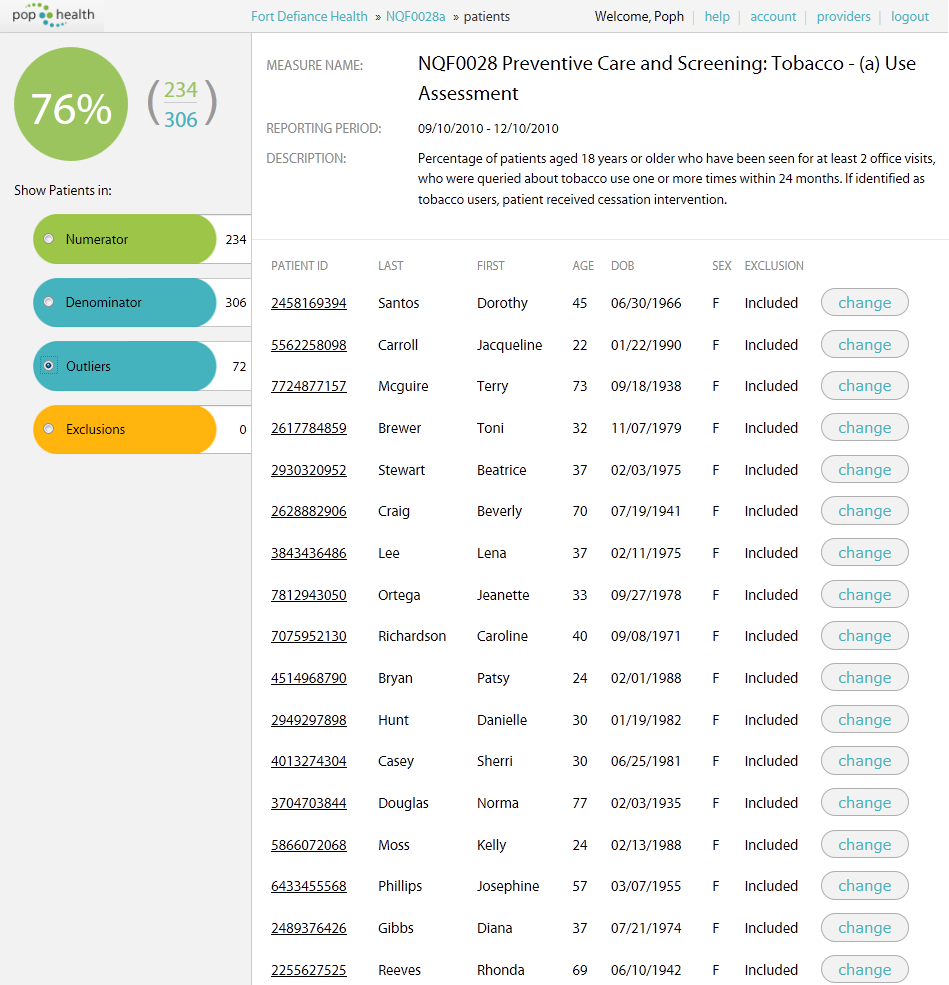 pop health
Fort Defiance Health » NQF0028a » patients
Welcome, Poph | help | account | providers | logout
76% ( 234 306 )
Show Patients in:
Numerator 234
Denominator 306
Outliers 72
Exclusions 0
MEASURE NAME: NQF0028 Preventive Care and Screening: Tobacco - (a) Use
Assessment
REPORTING PERIOD: 09/10/2010 - 12/10/2010
DESCRIPTION: Percentage of patients aged 18 years or older who have been seen for at least 2 office visits,
who were queried about tobacco use one or more times within 24 months. If identified as
tobacco users, patient received cessation intervention.
PATIENT ID LAST FIRST AGE DOB SEX EXCLUSION
2458169394 Santos Dorothy 45 06/30/1966 F Included change
5562258098 Carroll Jacqueline 22 01/22/1990 F Included change
7724877157 Mcguire Terry 73 09/18/1938 F Included change
2617784859 Brewer Toni 32 11/07/1979 F Included change
2930320952 Stewart Beatrice 37 02/03/1975 F Included change
2628882906 Craig Beverly 70 07/19/1941 F Included change
3843436486 Lee Lena 37 02/11/1975 F Included change
7812943050 Ortega Jeanette 33 09/27/1978 F Included change
7075952130 Richardson Caroline 40 09/08/1971 F Included change
4514968790 Bryan Patsy 24 02/01/1988 F Included change
2949297898 Hunt Danielle 30 01/19/1982 F Included change
4013274304 Casey Sherri 30 06/25/1981 F Included change
3704703844 Douglas Norma 77 02/03/1935 F Included change
5866072068 Moss Kelly 24 02/13/1988 F Included change
6433455568 Phillips Josephine 57 03/07/1955 F Included change
2489376426 Gibbs Diana 37 07/21/1974 F Included change
2255627525 Reeves Rhonda 69 06/10/1942 F Included change